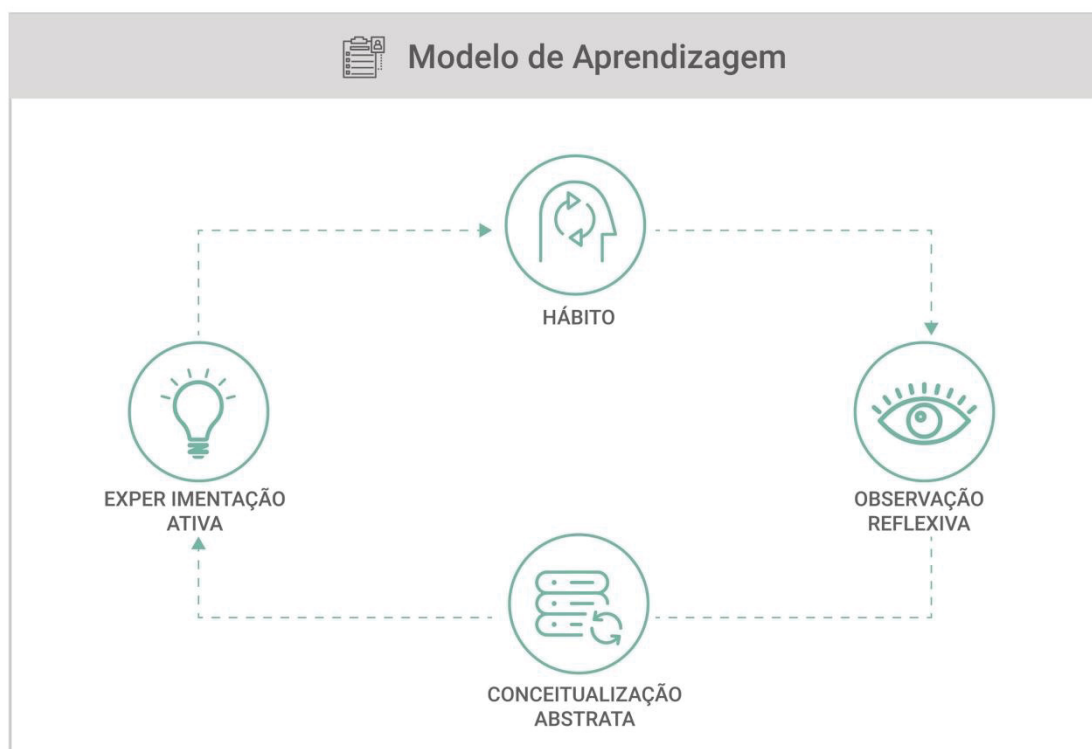 Modelo de Aprendizagem
HÁBITO
EXPER IMENTAÇÃO
ATIVA
OBSERVAÇÃO
REFLEXIVA
CONCEITUALIZAÇÃO
ABSTRATA